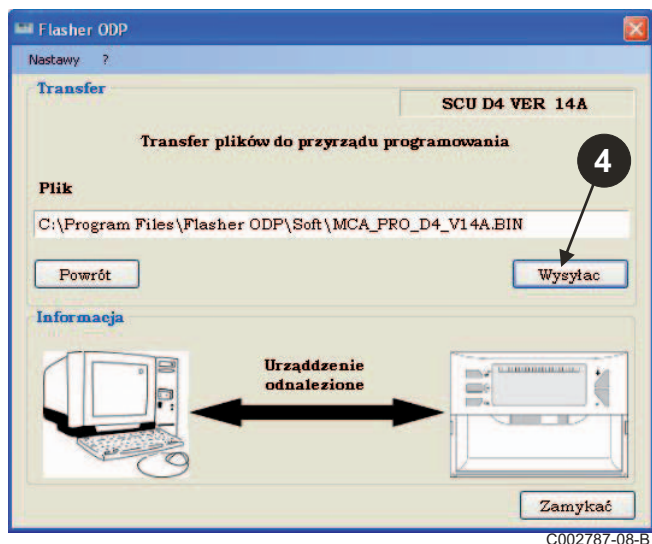 Flasher ODP
Nastawy ?
Transfer
SCU D4 VER 14A
Transfer plików do przyrządu programowania
4
Plik
C:\Program Files\Flasher ODP\Soft\MCA_PRO_D4_V14A.BIN
Powrót Wysyłac
Informacja
Urząddzenie
odnalezione
Zamykać
C002787-08-B